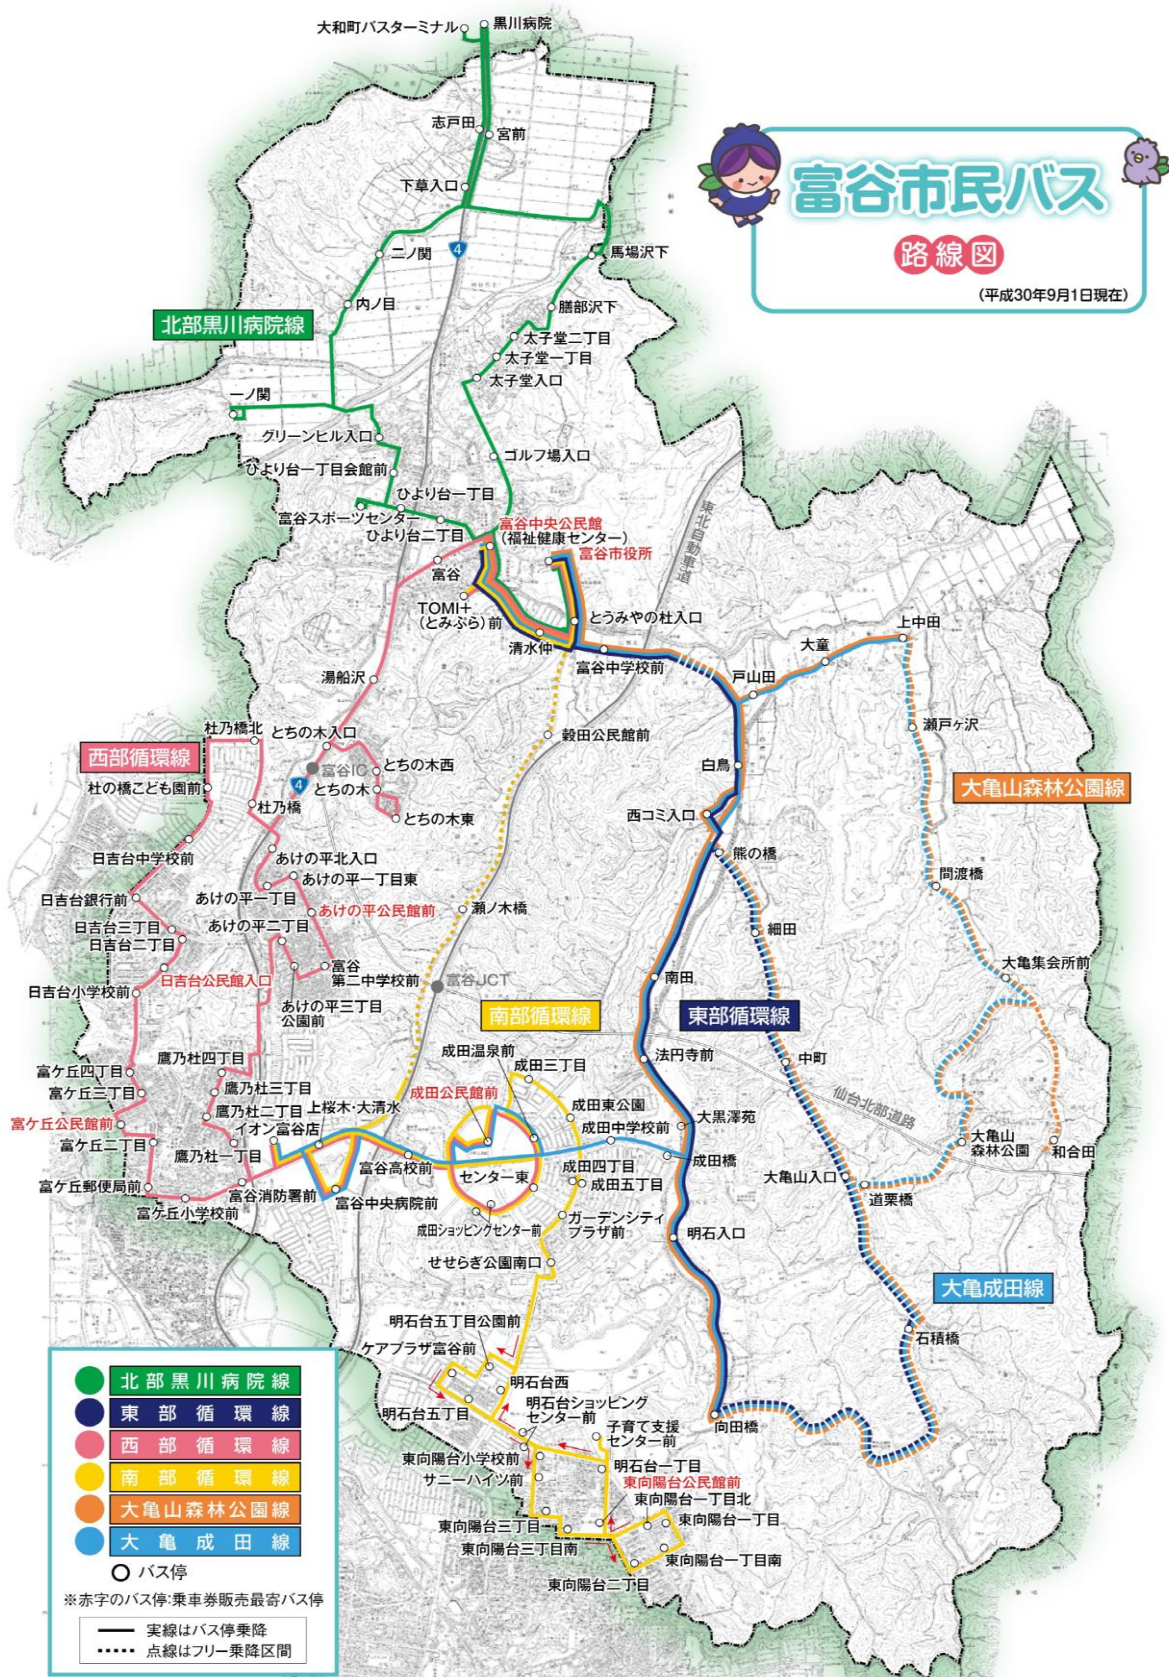 大和町バスターミナル
黒川病院
志戸田
宮前
下草入口
富谷市民バス
路線図
(平成30年9月1日現在)
4
二ノ関
馬場沢下
内ノ目
膳部沢下
北部黒川病院線
太子堂二丁目
太子堂一丁目
太子堂入口
一ノ関
グリーンヒル入口
ゴルフ場入口
ひより台一丁目会館前
ひより台一丁目
富谷スポーツセンター
ひより台二丁目
富谷中央公民館
(福祉健康センター)
富谷市役所
東北自動車道
富谷
TOMI+
(とみぷら)前
とうみやの杜入口
清水仲
富谷中学校前
上中田
大童
戸山田
湯船沢
瀬戸ヶ沢
杜乃橋北
とちの木入口
穀田公民館前
西部循環線
富谷IC
とちの木西
白鳥
大亀山森林公園線
杜の橋こども園前
4
とちの木
杜乃橋
とちの木東
西コミ入口
日吉台中学校前
あけの平北入口
熊の橋
あけの平一丁目東
間渡橋
日吉台銀行前
あけの平一丁目
あけの平公民館前
瀬ノ木橋
日吉台三丁目
あけの平二丁目
細田
日吉台二丁目
日吉台公民館入口
富谷
第二中学校前
大亀集会所前
日吉台小学校前
富谷JCT
南田
あけの平三丁目
公園前
南部循環線
東部循環線
成田温泉前
成田三丁目
法円寺前
中町
鷹乃杜四丁目
富ケ丘四丁目
成田公民館前
仙台北部道路
富ケ丘三丁目
鷹乃杜三丁目
鷹乃杜二丁目
上桜木・大清水
成田東公園
大黒澤苑
富ケ丘公民館前
イオン富谷店
成田中学校前
富ケ丘二丁目
鷹乃杜一丁目
大亀山
森林公園
和合田
富谷高校前
センター東
成田四丁目
成田橋
富ケ丘郵便局前
富谷消防署前
富谷中央病院前
成田五丁目
大亀山入口
道栗橋
富ケ丘小学校前
成田ショッピングセンター前
ガーデンシティ
プラザ前
明石入口
せせらぎ公園南口
大亀成田線
明石台五丁目公園前
石積橋
ケアプラザ富谷前
明石台西
明石台五丁目
明石台ショッピング
センター前
向田橋
子育て支援
センター前
東向陽台小学校前
明石台一丁目
サニーハイツ前
東向陽台公民館前
東向陽台一丁目北
東向陽台三丁目
東向陽台一丁目
東向陽台三丁目南
東向陽台一丁目南
東向陽台二丁目
北部黒川病院線
東部循環線
西部循環線
南部循環線
大亀山森林公園線
大亀成田線
バス停
※赤字のバス停:乗車券販売最寄バス停
実線はバス停乗降
点線はフリー乗降区間